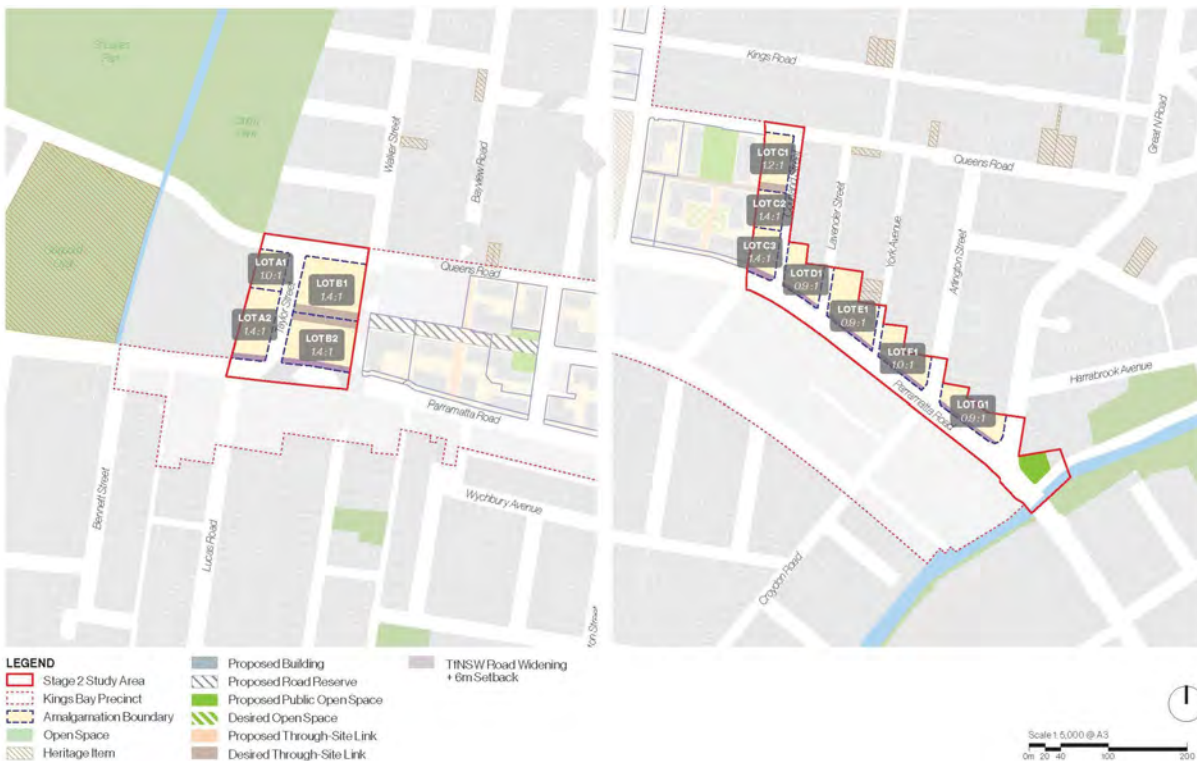 Kings Road
Great N Road
Walker Street
Bayview Road
Queens Road
LOT C1
1.2:1
LOT C2
1.4:1
LOT C3
1.4:1
Lavender Street
York Avenue
Arlington Street
Queens Road
LOT A1
1.0:1
LOT A2
1.4:1
Taylor Street
LOT B1
1.4:1
LOT B2
1.4:1
LOT D1
0.9:1
LOT E1
0.9:1
LOT F1
1.0:1
LOT G1
0.9:1
Harrabrook Avenue
Parramatta Road
Parramatta Road
Bennett Street
Lucas Road
Wychbury Avenue
Croydon Road
LEGEND
Stage 2 Study Area
Kings Bay Precinct
Amalgamation Boundary
Open Space
Heritage Item
Proposed Building
Proposed Road Reserve
Proposed Public Open Space
Desired Open Space
Proposed Through-Site Link
Desired Through-Site Link
TfNSW Road Widening
+ 6m Setback
Scale 1:5,000 @ A3
0m 20 40 100 200